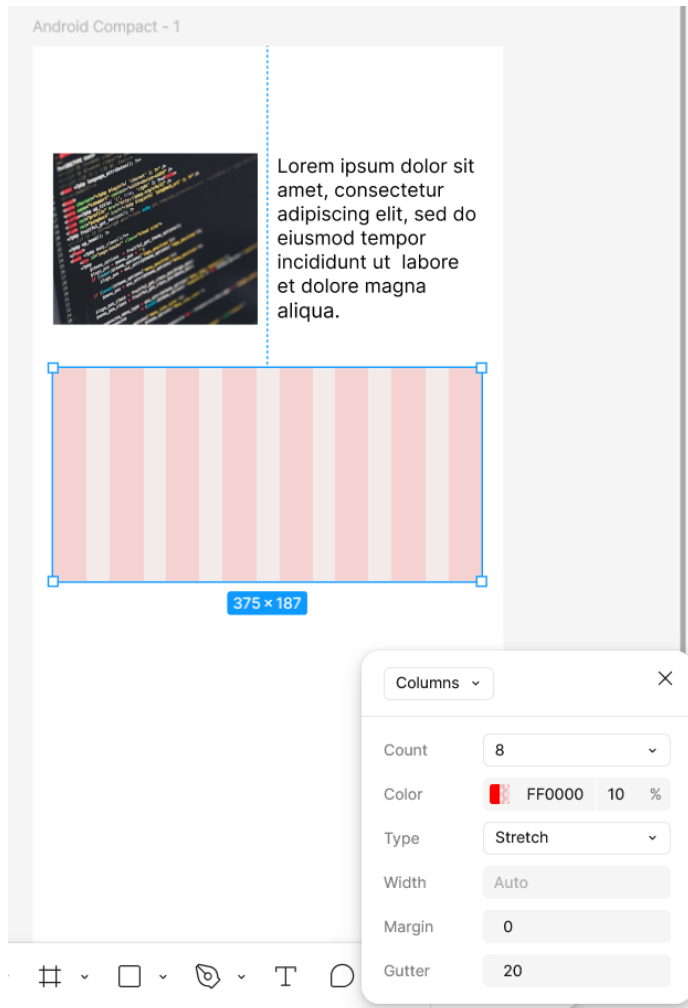 Android Compact - 1
Lorem ipsum dolor sit
amet, consectetur
adipiscing elit, sed do
eiusmod tempor
incididunt ut  labore
et dolore magna
aliqua.
375 × 187
Columns
Count 8
Color FF0000 10 %
Type Stretch
Width Auto
Margin 0
Gutter 20